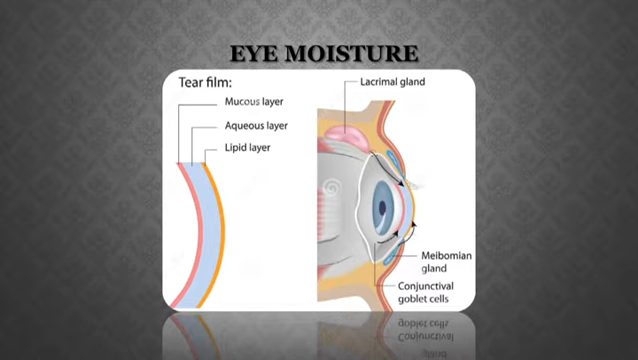 EYE MOISTURE
Tear film:
Mucous layer
Aqueous layer
Lipid layer
Lacrimal gland
Meibomian
gland
Conjunctival
goblet cells